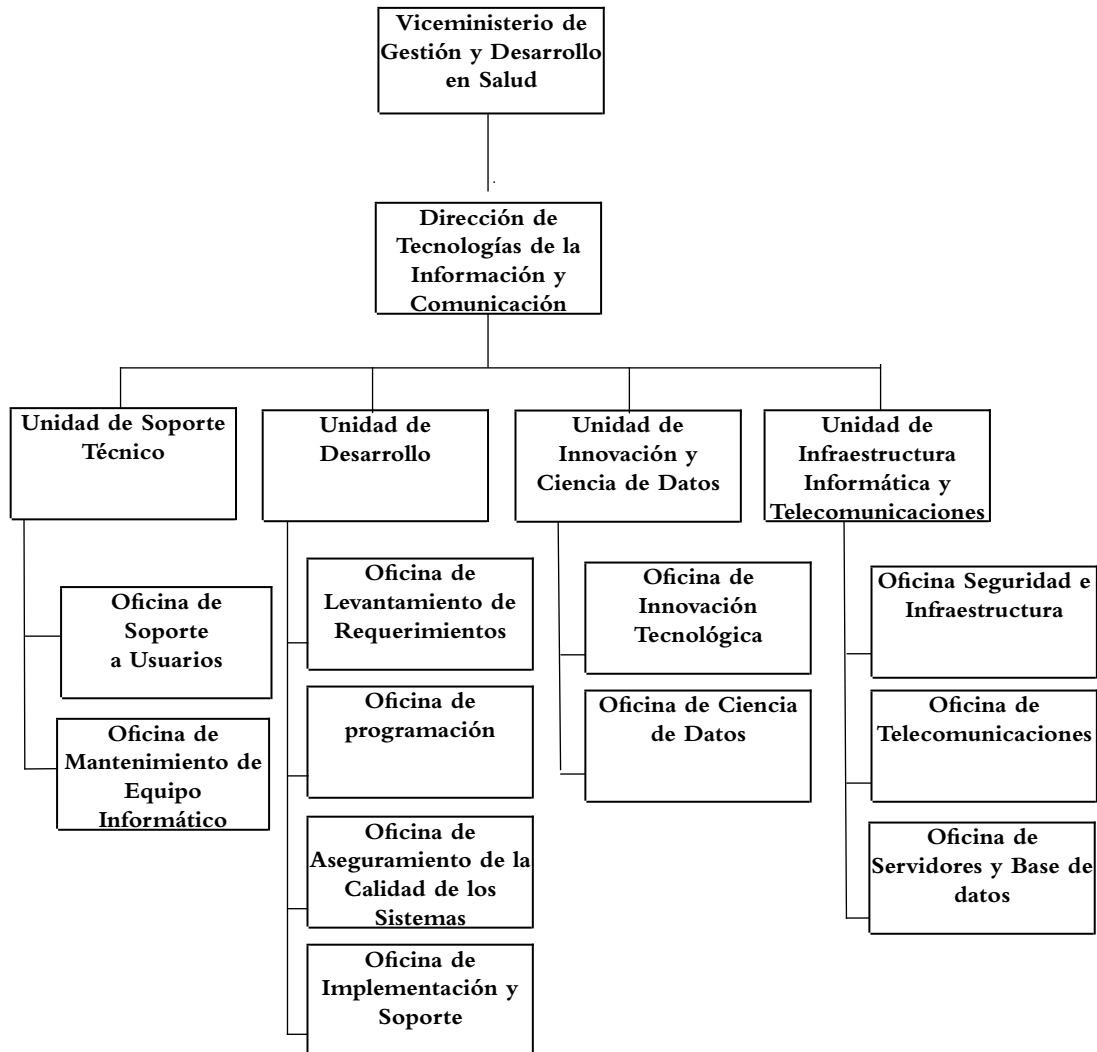 Viceministerio de
Gestión y Desarrollo
en Salud
Dirección de
Tecnologías de la
Información y
Comunicación
Unidad de Soporte
Técnico
Unidad de
Desarrollo
Unidad de
Innovación y
Ciencia de Datos
Unidad de
Infraestructura
Informática y
Telecomunicaciones
Oficina de
Soporte
a Usuarios
Oficina de
Mantenimiento de
Equipo
Informático
Oficina de
Levantamiento de
Requerimientos
Oficina de
programación
Oficina de
Aseguramiento de la
Calidad de los
Sistemas
Oficina de
Implementación y
Soporte
Oficina de
Innovación
Tecnológica
Oficina de Ciencia
de Datos
Oficina Seguridad e
Infraestructura
Oficina de
Telecomunicaciones
Oficina de
Servidores y Base de
datos